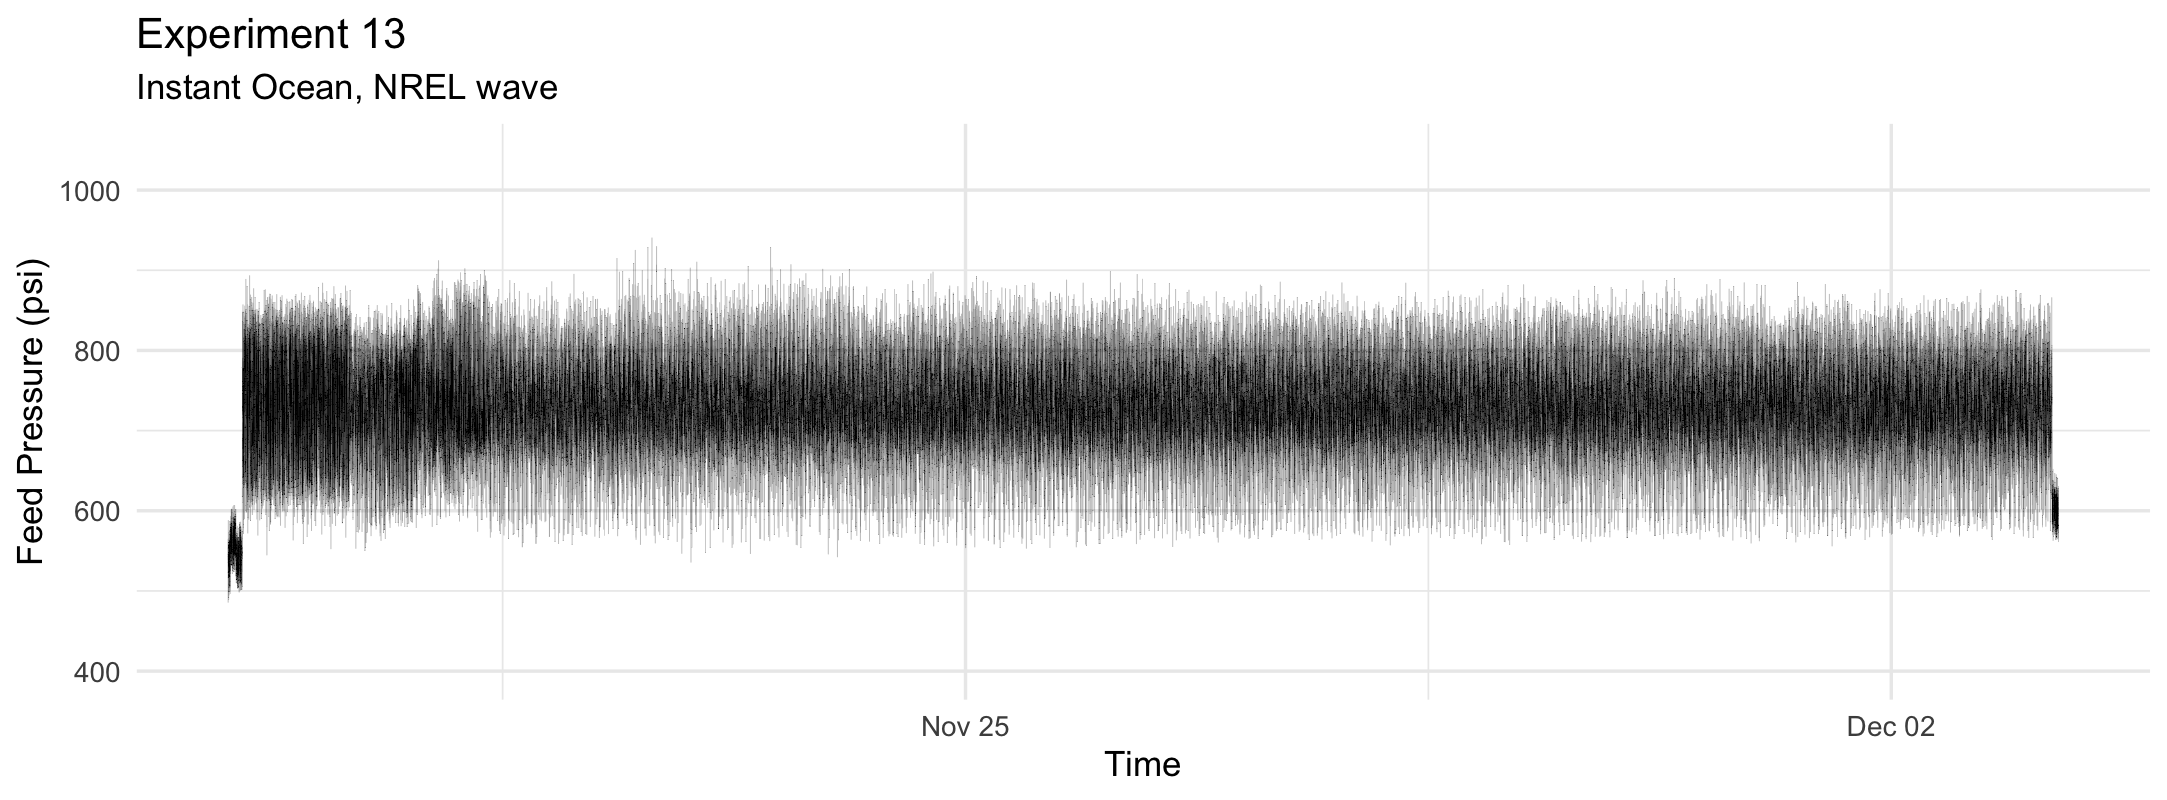 Experiment 13
Instant Ocean, NREL wave
Feed Pressure (psi)
1000
800
600
400
Nov 25
Dec 02
Time